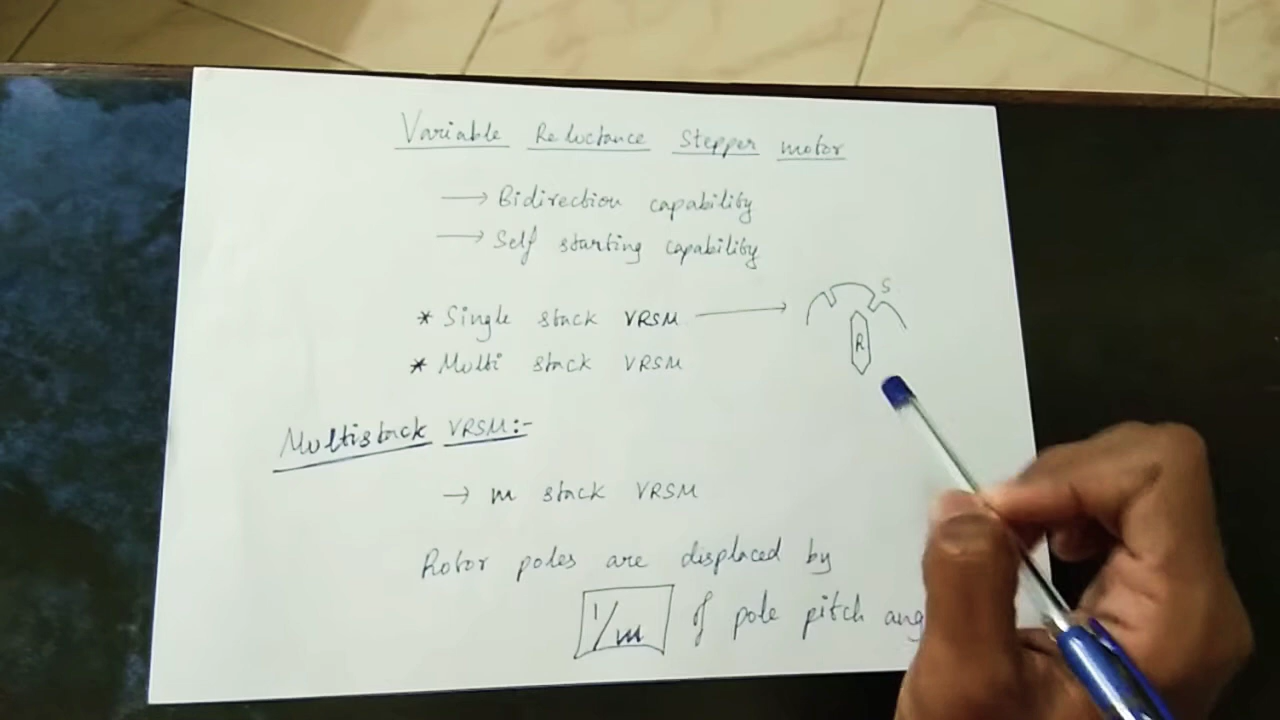 Variable Reluctance Stepper motor
→ Bidirection capability
→ Self starting capability
* Single stack VRSM →
S
R
* Multi stack VRSM
Multistack VRSM:-
→ m stack VRSM
Rotor poles are displaced by
1/m of pole pitch ang